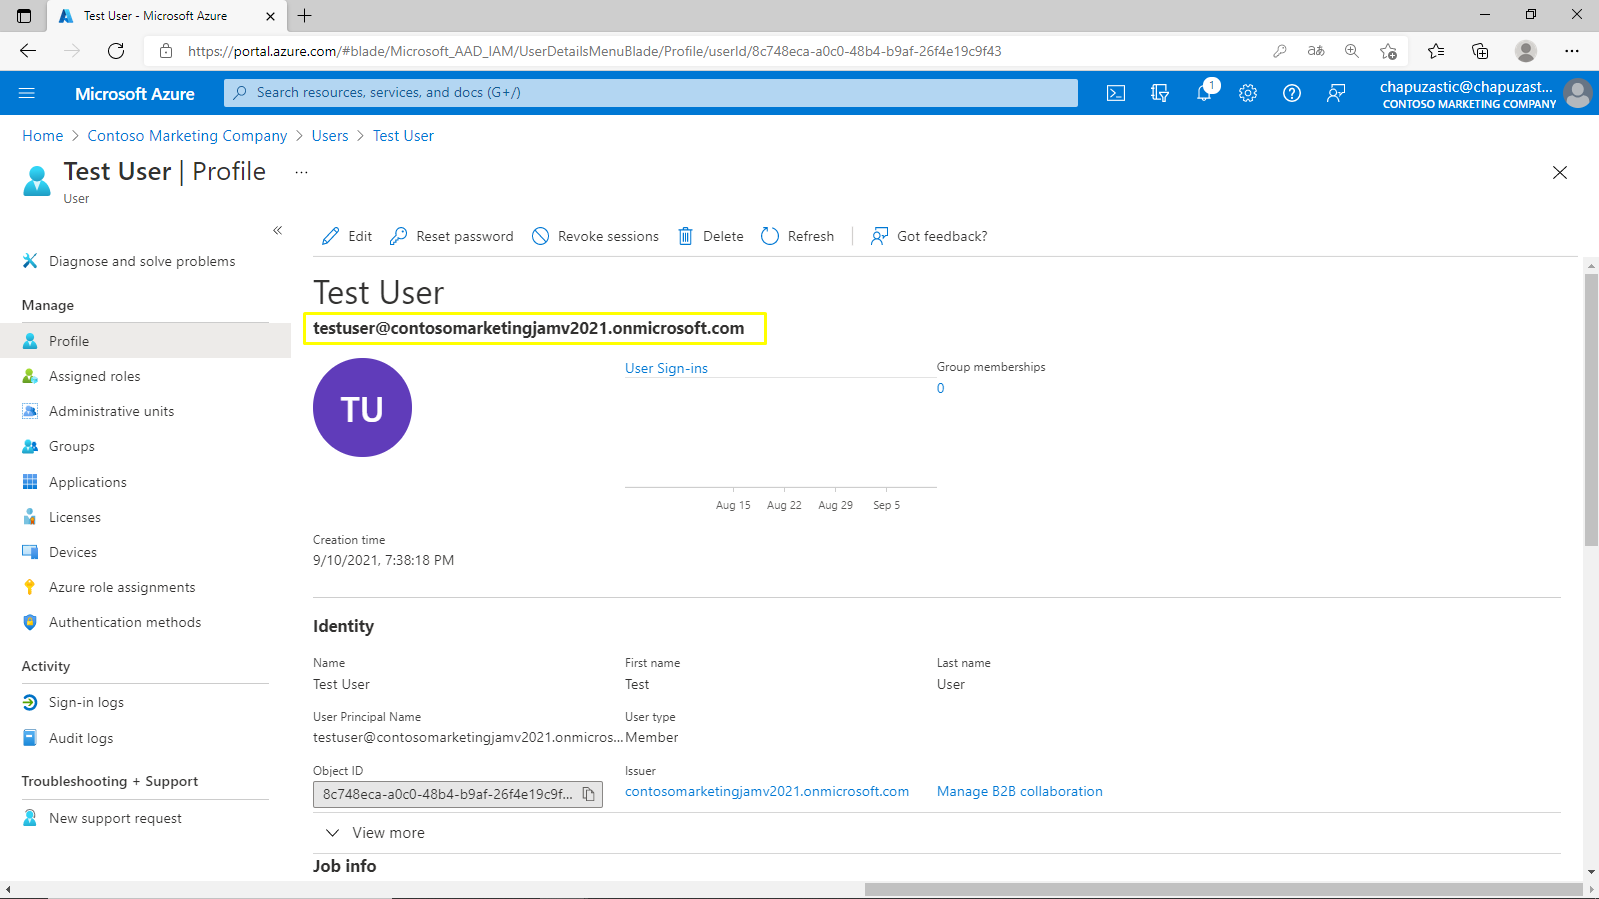 Test User - Microsoft Azure
https://portal.azure.com/#blade/Microsoft_AAD_IAM/UserDetailsMenuBlade/Profile/userId/8c748eca-a0c0-48b4-b9af-26f4e19c9f43
aあ
Microsoft Azure
Search resources, services, and docs (G+/)
1
chapuzastic@chapuzast...
CONTOSO MARKETING COMPANY
Home > Contoso Marketing Company > Users > Test User
Test User | Profile ...
User
«
Edit Reset password Revoke sessions Delete Refresh | Got feedback?
Diagnose and solve problems
Manage
Profile
Assigned roles
Administrative units
Groups
Applications
Licenses
Devices
Azure role assignments
Authentication methods
Activity
Sign-in logs
Audit logs
Troubleshooting + Support
New support request
Test User
testuser@contosomarketingjamv2021.onmicrosoft.com
TU
User Sign-ins
Group memberships
0
Aug 15 Aug 22 Aug 29 Sep 5
Creation time
9/10/2021, 7:38:18 PM
Identity
Name First name Last name
Test User Test User
User Principal Name User type
testuser@contosomarketingjamv2021.onmicros... Member
Object ID Issuer
8c748eca-a0c0-48b4-b9af-26f4e19c9f... contosomarketingjamv2021.onmicrosoft.com Manage B2B collaboration
View more
Job info